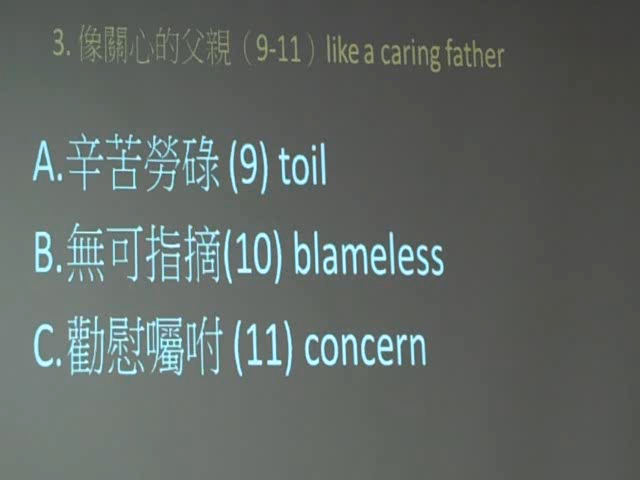 3. 像關心的父親（9-11）like a caring father
A.辛苦勞碌 (9) toil
B.無可指摘(10) blameless
C.勸慰囑咐 (11) concern